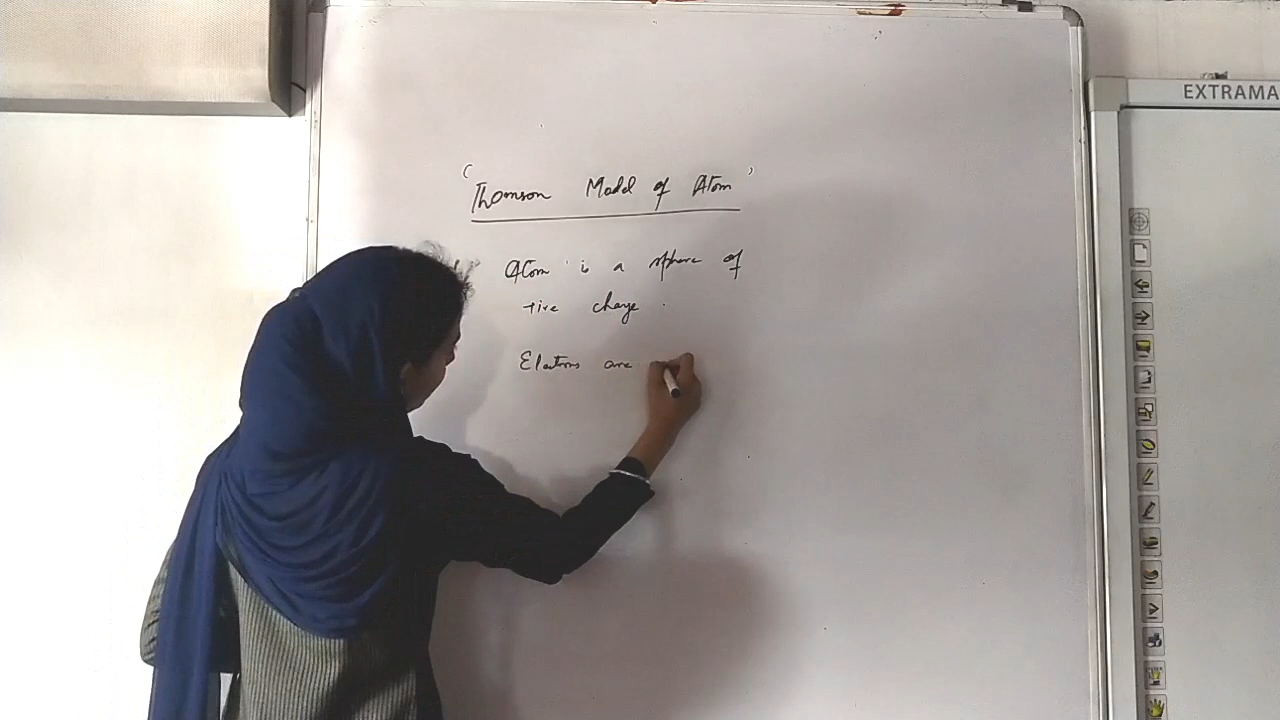 EXTRAMA
'Thomson Model of Atom'
Atom is a sphere of
+ive charge.
Electrons are